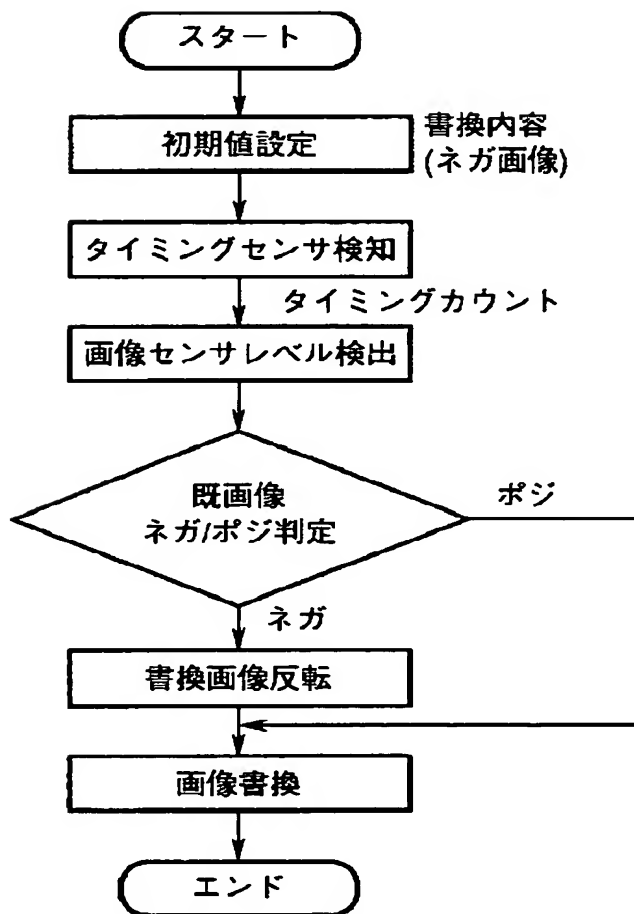 スタート
初期値設定
書換内容
(ネガ画像)
タイミングセンサ検知
タイミングカウント
画像センサレベル検出
既画像
ネガ/ポジ判定
ポジ
ネガ
書換画像反転
画像書換
エンド